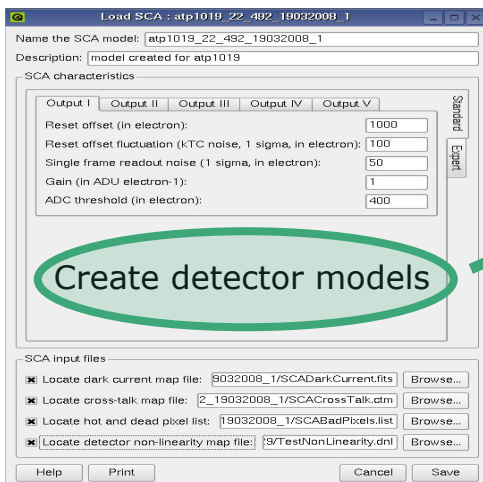 Load SCA : atp1019_22_492_19032008_1
Name the SCA model: atp1019_22_492_19032008_1
Description: model created for atp1019
SCA characteristics
Output I Output II Output III Output IV Output V
Standard
Expert
Reset offset (in electron): 1000
Reset offset fluctuation (kTC noise, 1 sigma, in electron): 100
Single frame readout noise (1 sigma, in electron): 50
Gain (in ADU electron-1): 1
ADC threshold (in electron): 400
Create detector models
SCA input files
Locate dark current map file: 9032008_1/SCADarkCurrent.fits Browse...
Locate cross-talk map file: 2_19032008_1/SCACrossTalk.ctm Browse...
Locate hot and dead pixel list: 19032008_1/SCABadPixels.list Browse...
Locate detector non-linearity map file: :9/TestNonLinearity.dnl Browse...
Help Print Cancel Save